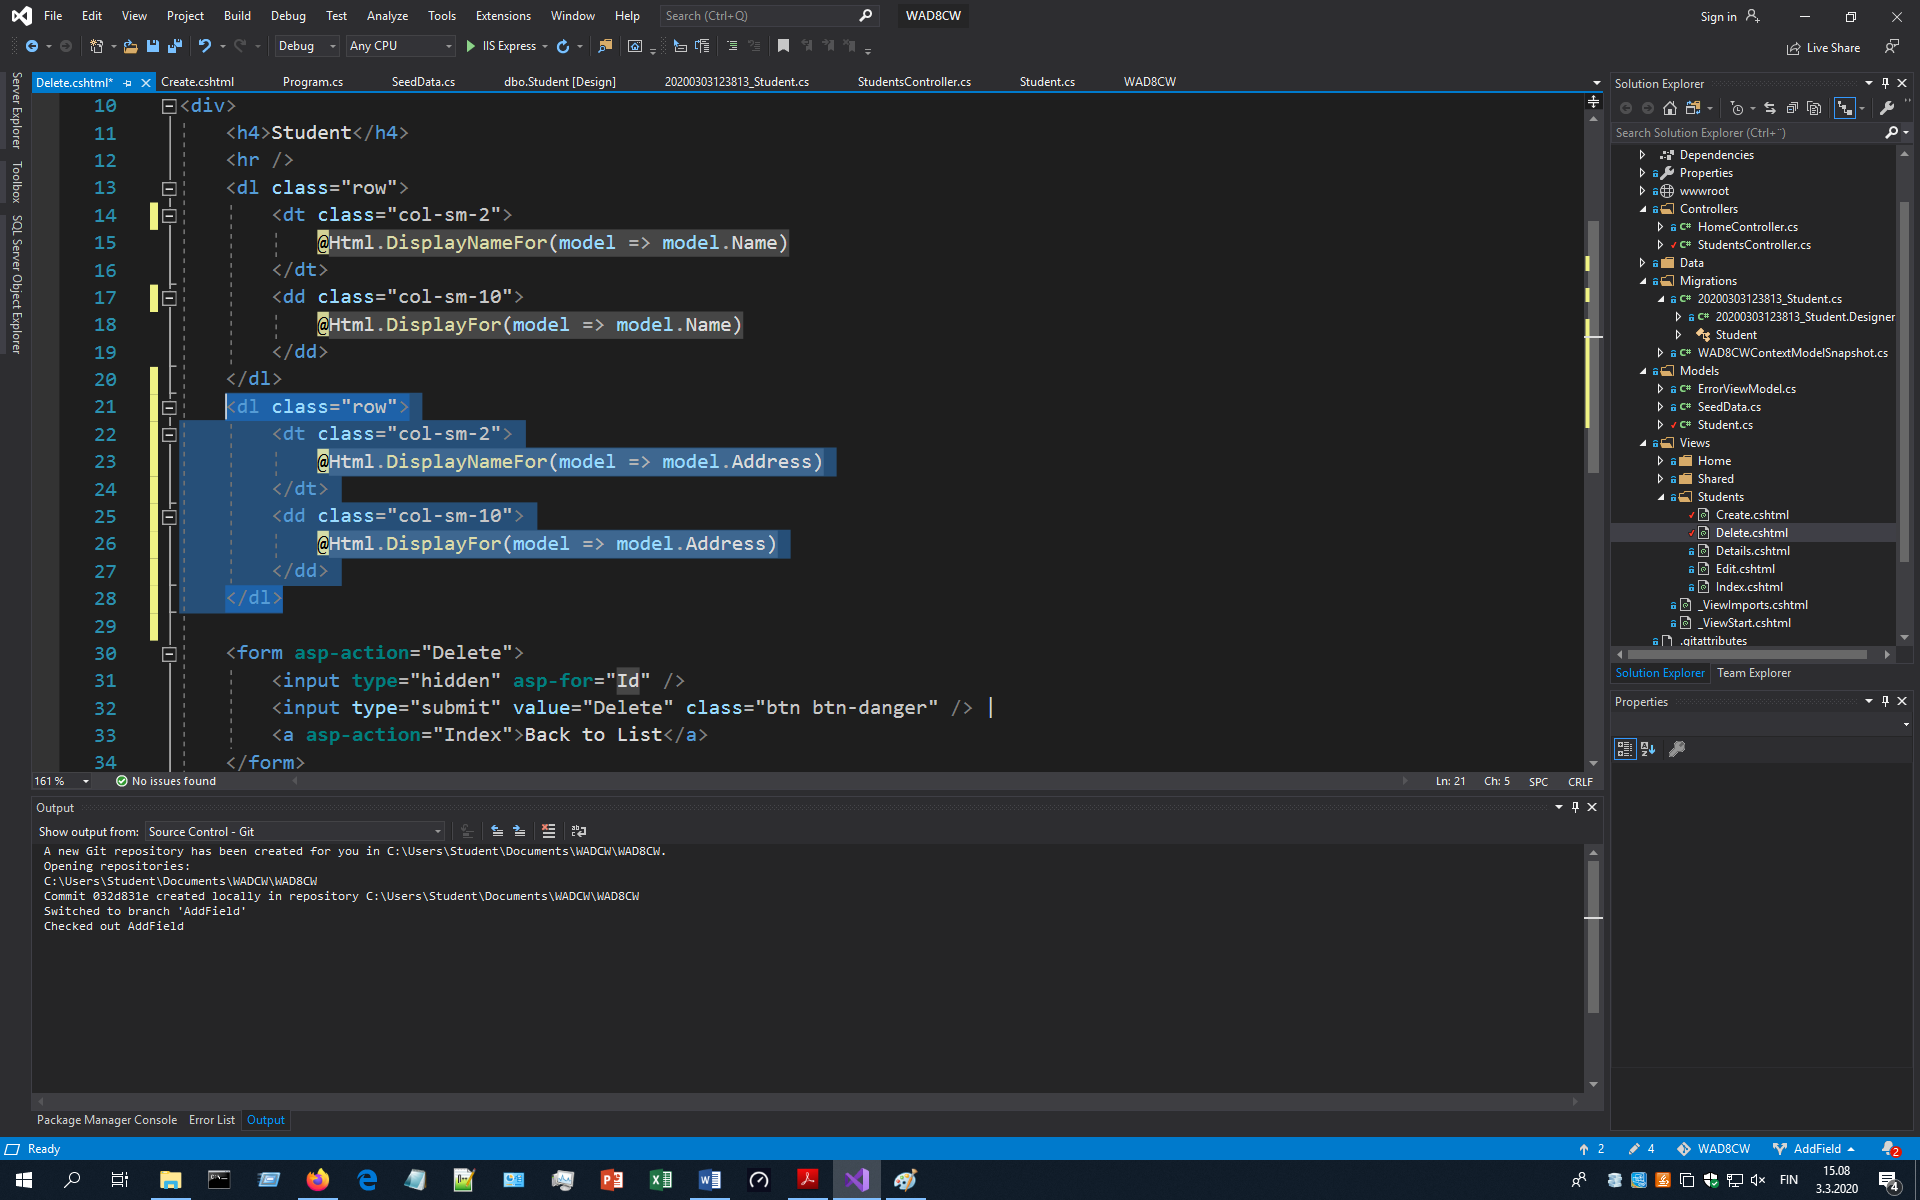 File Edit View Project Build Debug Test Analyze Tools Extensions Window Help Search (Ctrl+Q) WAD8CW Sign in
Debug Any CPU IIS Express Live Share
Delete.cshtml* Create.cshtml Program.cs SeedData.cs dbo.Student [Design] 20200303123813_Student.cs StudentsController.cs Student.cs WAD8CW
Server Explorer
Toolbox
SQL Server Object Explorer
10 <div>
11 <h4>Student</h4>
12 <hr />
13 <dl class="row">
14 <dt class="col-sm-2">
15 @Html.DisplayNameFor(model => model.Name)
16 </dt>
17 <dd class="col-sm-10">
18 @Html.DisplayFor(model => model.Name)
19 </dd>
20 </dl>
21 <dl class="row">
22 <dt class="col-sm-2">
23 @Html.DisplayNameFor(model => model.Address)
24 </dt>
25 <dd class="col-sm-10">
26 @Html.DisplayFor(model => model.Address)
27 </dd>
28 </dl>
29
30 <form asp-action="Delete">
31 <input type="hidden" asp-for="Id" />
32 <input type="submit" value="Delete" class="btn btn-danger" /> |
33 <a asp-action="Index">Back to List</a>
34 </form>
161 % No issues found Ln: 21 Ch: 5 SPC CRLF
Output
Show output from: Source Control - Git
A new Git repository has been created for you in C:\Users\Student\Documents\WADCW\WAD8CW.
Opening repositories:
C:\Users\Student\Documents\WADCW\WAD8CW
Commit 032d831e created locally in repository C:\Users\Student\Documents\WADCW\WAD8CW
Switched to branch 'AddField'
Checked out AddField
Package Manager Console Error List Output
Solution Explorer
Search Solution Explorer (Ctrl+¨)
Dependencies
Properties
wwwroot
Controllers
C# HomeController.cs
C# StudentsController.cs
Data
Migrations
C# 20200303123813_Student.cs
C# 20200303123813_Student.Designer
Student
C# WAD8CWContextModelSnapshot.cs
Models
C# ErrorViewModel.cs
C# SeedData.cs
C# Student.cs
Views
Home
Shared
Students
Create.cshtml
Delete.cshtml
Details.cshtml
Edit.cshtml
Index.cshtml
_ViewImports.cshtml
_ViewStart.cshtml
.gitattributes
Solution Explorer Team Explorer
Properties
Ready 2 4 WAD8CW AddField 2
FIN 15.08
3.3.2020 4